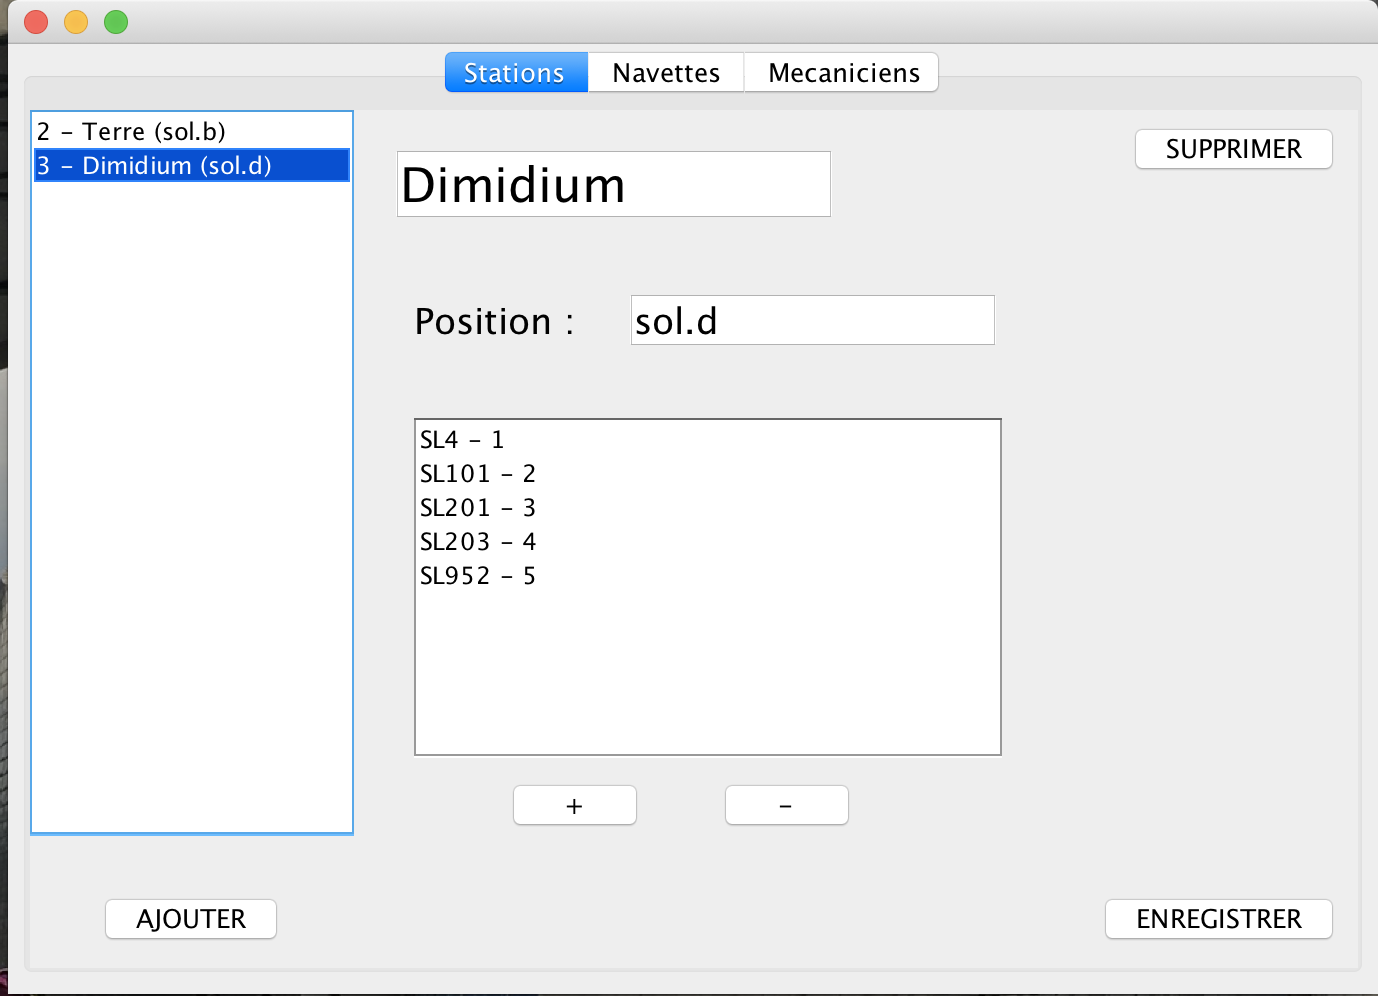 Stations Navettes Mecaniciens
2 - Terre (sol.b)
3 - Dimidium (sol.d)
SUPPRIMER
Dimidium
Position : sol.d
SL4 - 1
SL101 - 2
SL201 - 3
SL203 - 4
SL952 - 5
+ -
AJOUTER
ENREGISTRER